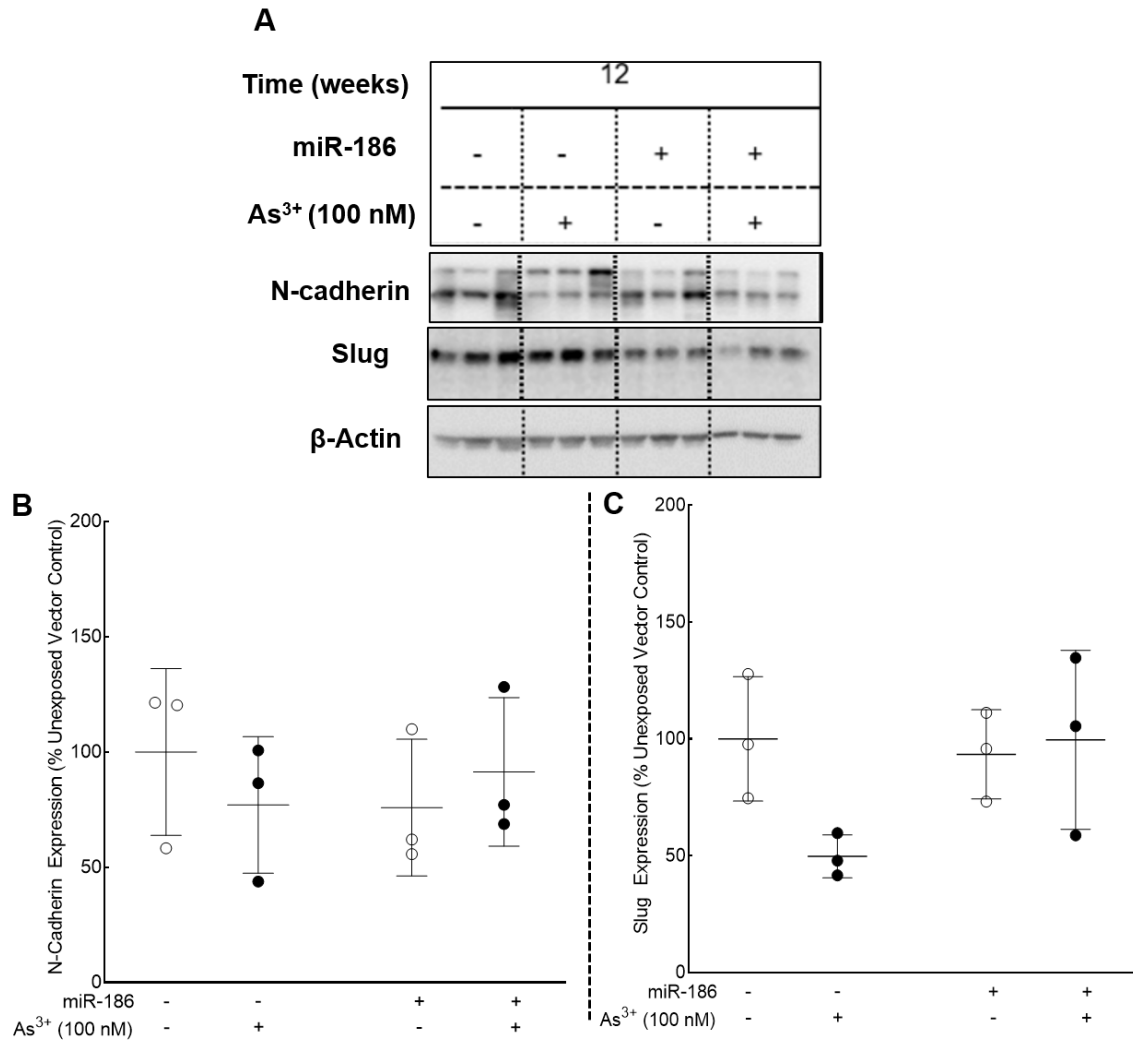 A
Time (weeks)
12
miR-186
- - + +
As³⁺ (100 nM)
- + - +
N-cadherin
Slug
β-Actin
B
N-Cadherin Expression (% Unexposed Vector Control)
200
150
100
50
0
miR-186 - - + +
As³⁺ (100 nM) - + - +
C
Slug Expression (% Unexposed Vector Control)
200
150
100
50
0
miR-186 - - + +
As³⁺ (100 nM) - + - +